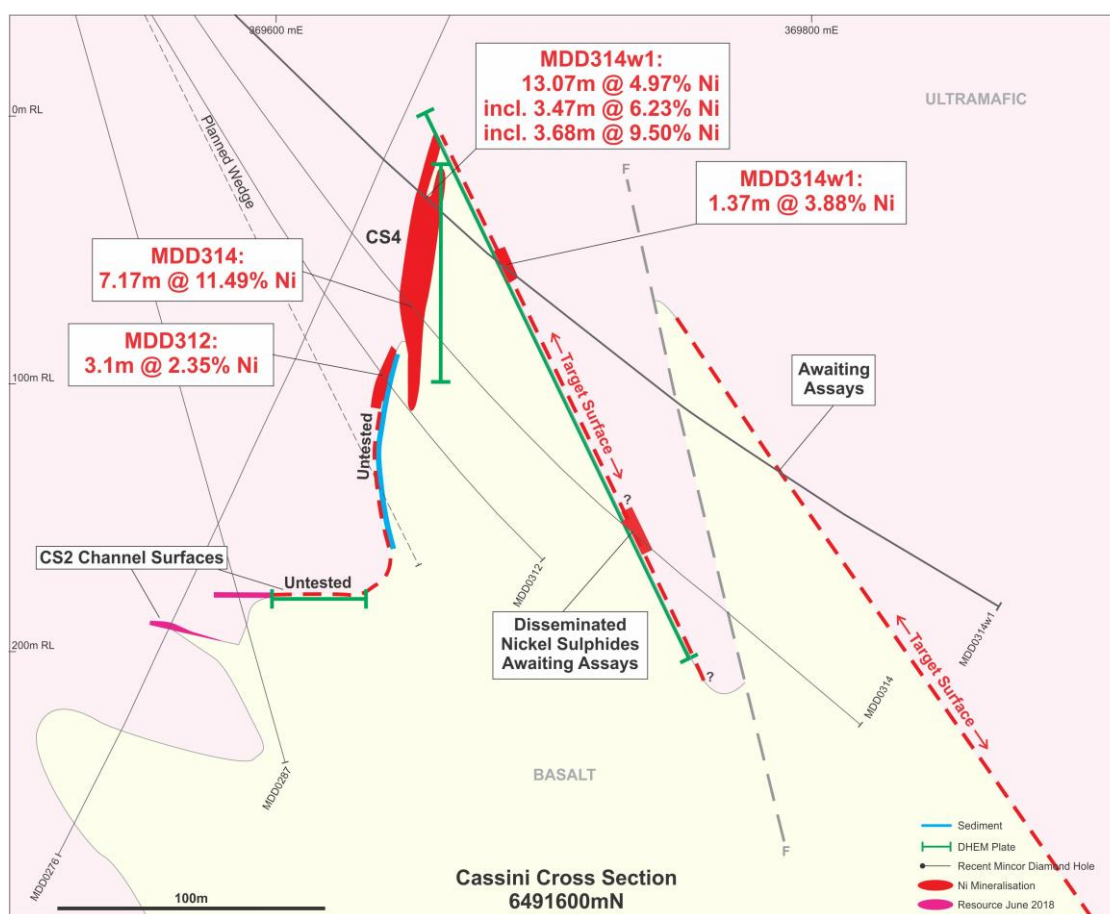 369600 mE
369800 mE
MDD314w1:
13.07m @ 4.97% Ni
incl. 3.47m @ 6.23% Ni
incl. 3.68m @ 9.50% Ni
ULTRAMAFIC
0m RL
Planned Wedge
F
MDD314w1:
1.37m @ 3.88% Ni
CS4
MDD314:
7.17m @ 11.49% Ni
MDD312:
3.1m @ 2.35% Ni
100m RL
Target Surface
Awaiting
Assays
Untested
?
CS2 Channel Surfaces
Untested
MDD0312
Disseminated
Nickel Sulphides
Awaiting Assays
MDD0314w1
200m RL
?
MDD0314
Target Surface
MDD0287
BASALT
F
MDD0276
Cassini Cross Section
6491600mN
100m
Sediment
DHEM Plate
Recent Mincor Diamond Hole
Ni Mineralisation
Resource June 2018